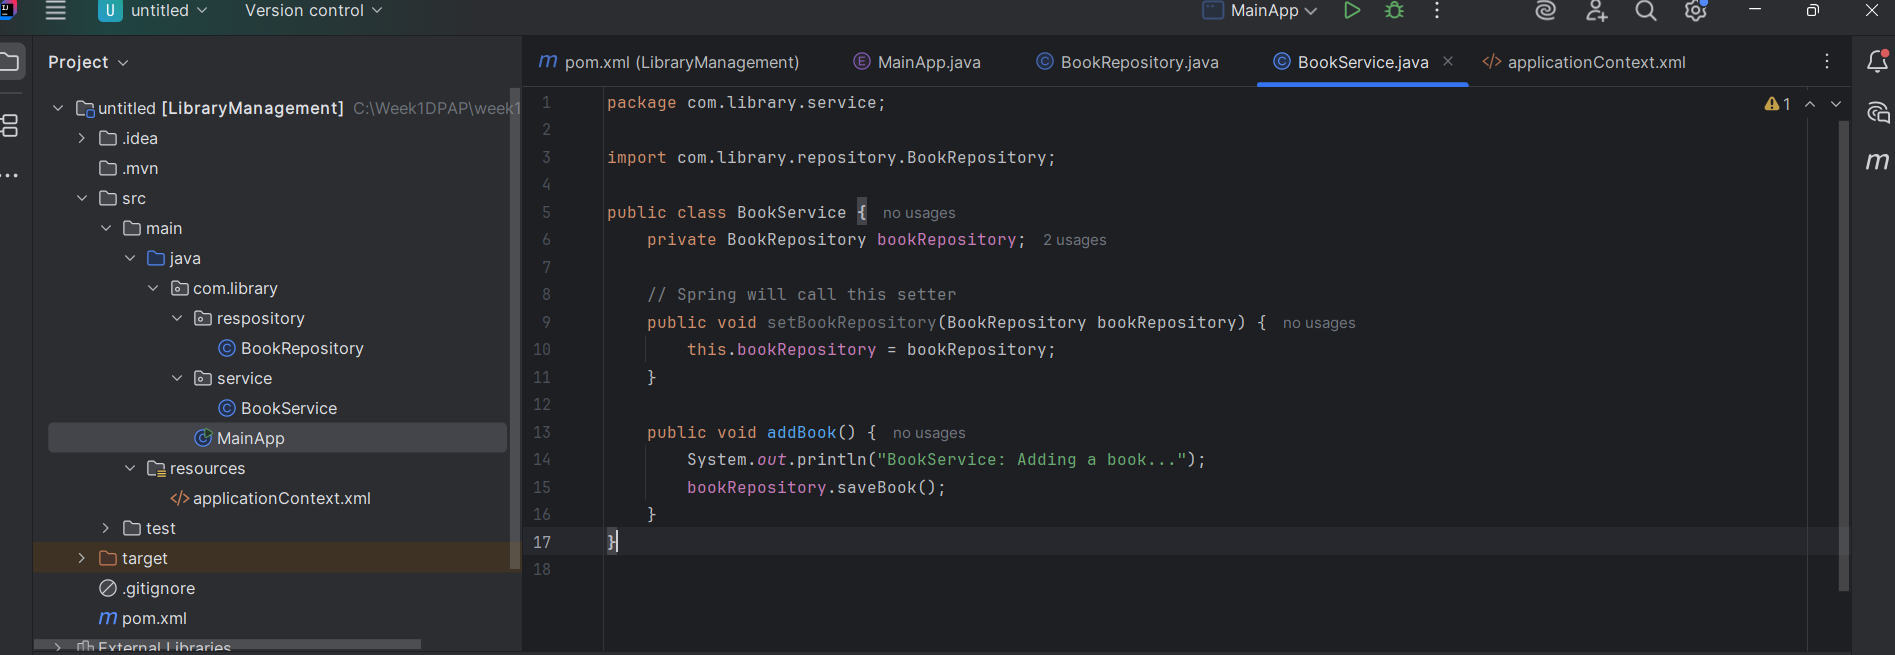 U untitled Version control MainApp
Project
pom.xml (LibraryManagement) MainApp.java BookRepository.java BookService.java applicationContext.xml
untitled [LibraryManagement] C:\Week1DPAP\week1
.idea
.mvn
src
main
java
com.library
respository
BookRepository
service
BookService
MainApp
resources
applicationContext.xml
test
target
.gitignore
pom.xml
External Libraries
1 package com.library.service;
2
3 import com.library.repository.BookRepository;
4
5 public class BookService { no usages
6 private BookRepository bookRepository; 2 usages
7
8 // Spring will call this setter
9 public void setBookRepository(BookRepository bookRepository) { no usages
10 this.bookRepository = bookRepository;
11 }
12
13 public void addBook() { no usages
14 System.out.println("BookService: Adding a book...");
15 bookRepository.saveBook();
16 }
17 }
18
1